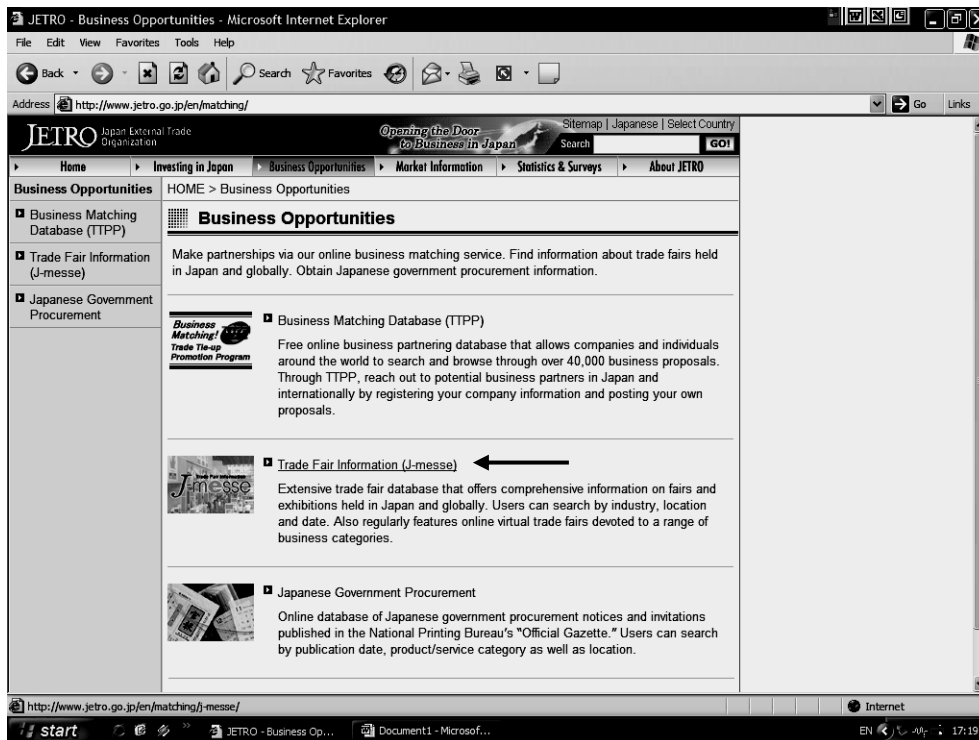 JETRO - Business Opportunities - Microsoft Internet Explorer
File Edit View Favorites Tools Help
Back Search Favorites
Address http://www.jetro.go.jp/en/matching/ Go Links
JETRO Japan External Trade Organization
Opening the Door
to Business in Japan
Sitemap | Japanese | Select Country
Search GO!
Home Investing in Japan Business Opportunities Market Information Statistics & Surveys About JETRO
Business Opportunities
Business Matching
Database (TTPP)
Trade Fair Information
(J-messe)
Japanese Government
Procurement
HOME > Business Opportunities
Business Opportunities
Make partnerships via our online business matching service. Find information about trade fairs held
in Japan and globally. Obtain Japanese government procurement information.
Business
Matching!
Trade Tie-up
Promotion Program
Business Matching Database (TTPP)
Free online business partnering database that allows companies and individuals
around the world to search and browse through over 40,000 business proposals.
Through TTPP, reach out to potential business partners in Japan and
internationally by registering your company information and posting your own
proposals.
Trade Fair Information
J-messe
Trade Fair Information (J-messe)
Extensive trade fair database that offers comprehensive information on fairs and
exhibitions held in Japan and globally. Users can search by industry, location
and date. Also regularly features online virtual trade fairs devoted to a range of
business categories.
Japanese Government Procurement
Online database of Japanese government procurement notices and invitations
published in the National Printing Bureau's "Official Gazette." Users can search
by publication date, product/service category as well as location.
http://www.jetro.go.jp/en/matching/j-messe/ Internet
start JETRO - Business Op... Document1 - Microsof... EN 17:19